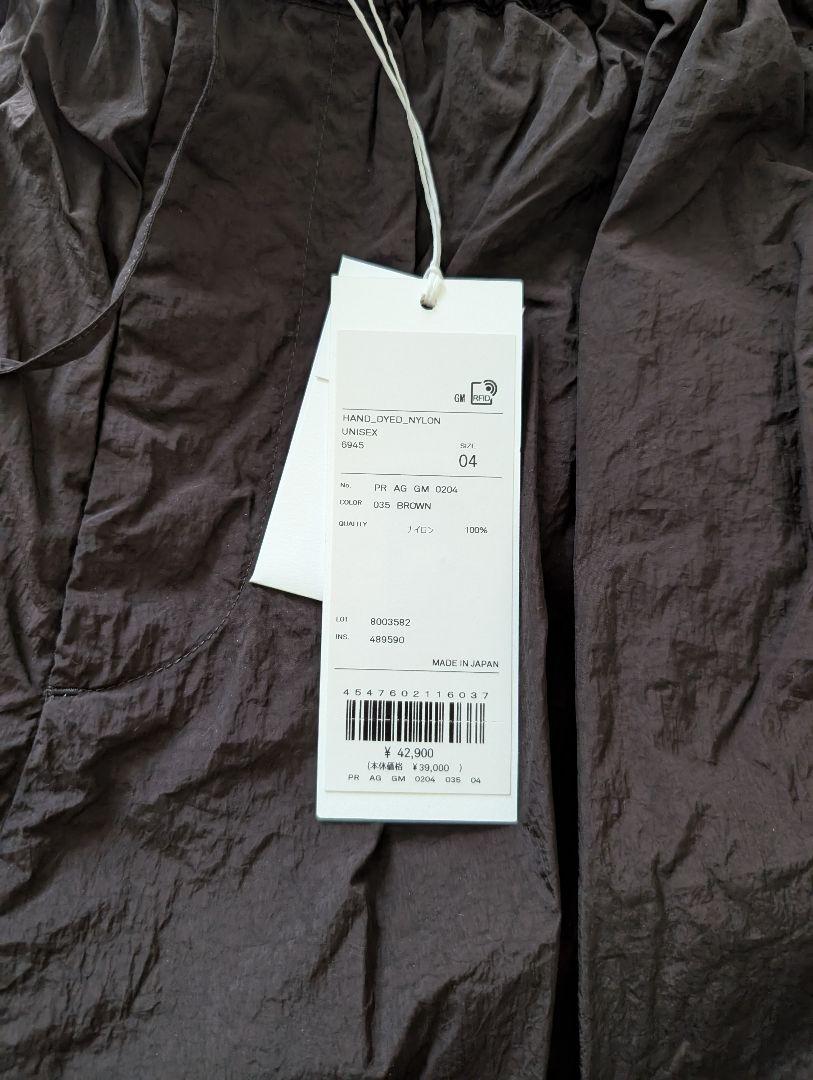 GM RFID
HAND_DYED_NYLON
UNISEX
6945 SIZE
04
No. PR AG GM 0204
COLOR 035 BROWN
QUALITY ナイロン 100%
LOT 8003582
INS. 489590
MADE IN JAPAN
4547602116037
¥ 42,900
(本体価格 ¥39,000 )
PR AG GM 0204 035 04